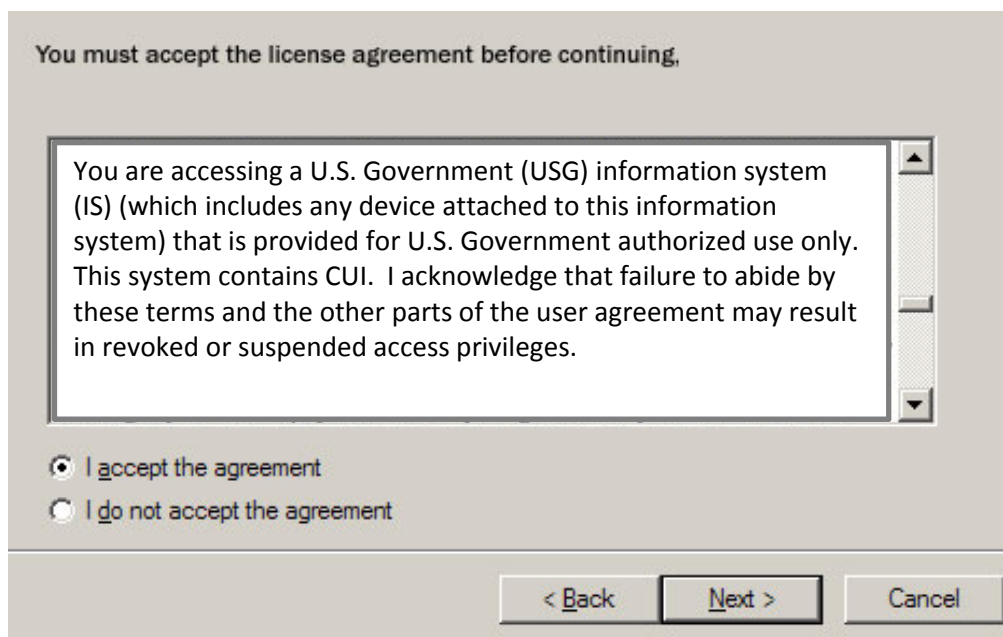 You must accept the license agreement before continuing,
You are accessing a U.S. Government (USG) information system
(IS) (which includes any device attached to this information
system) that is provided for U.S. Government authorized use only.
This system contains CUI.  I acknowledge that failure to abide by
these terms and the other parts of the user agreement may result
in revoked or suspended access privileges.
I accept the agreement
I do not accept the agreement
< Back
Next >
Cancel